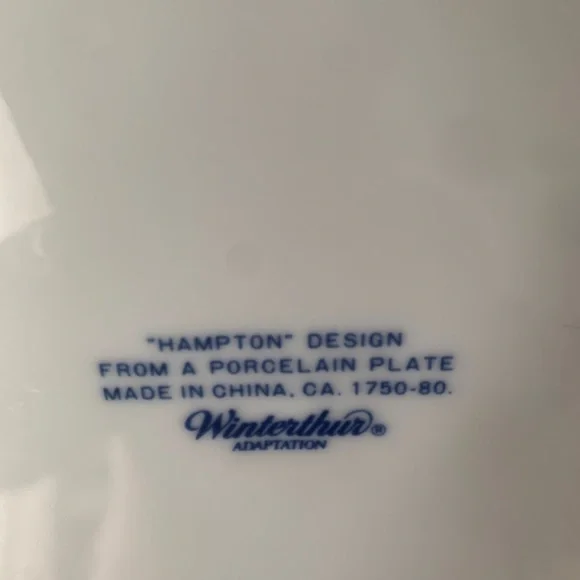 "HAMPTON" DESIGN
FROM A PORCELAIN PLATE
MADE IN CHINA, CA. 1750-80.
Winterthur®
ADAPTATION